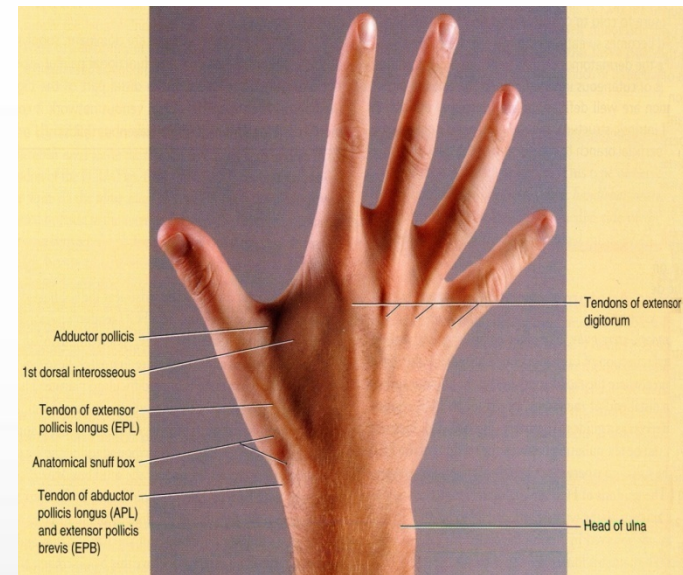 Adductor pollicis
1st dorsal interosseous
Tendon of extensor
pollicis longus (EPL)
Anatomical snuff box
Tendon of abductor
pollicis longus (APL)
and extensor pollicis
brevis (EPB)
Tendons of extensor
digitorum
Head of ulna